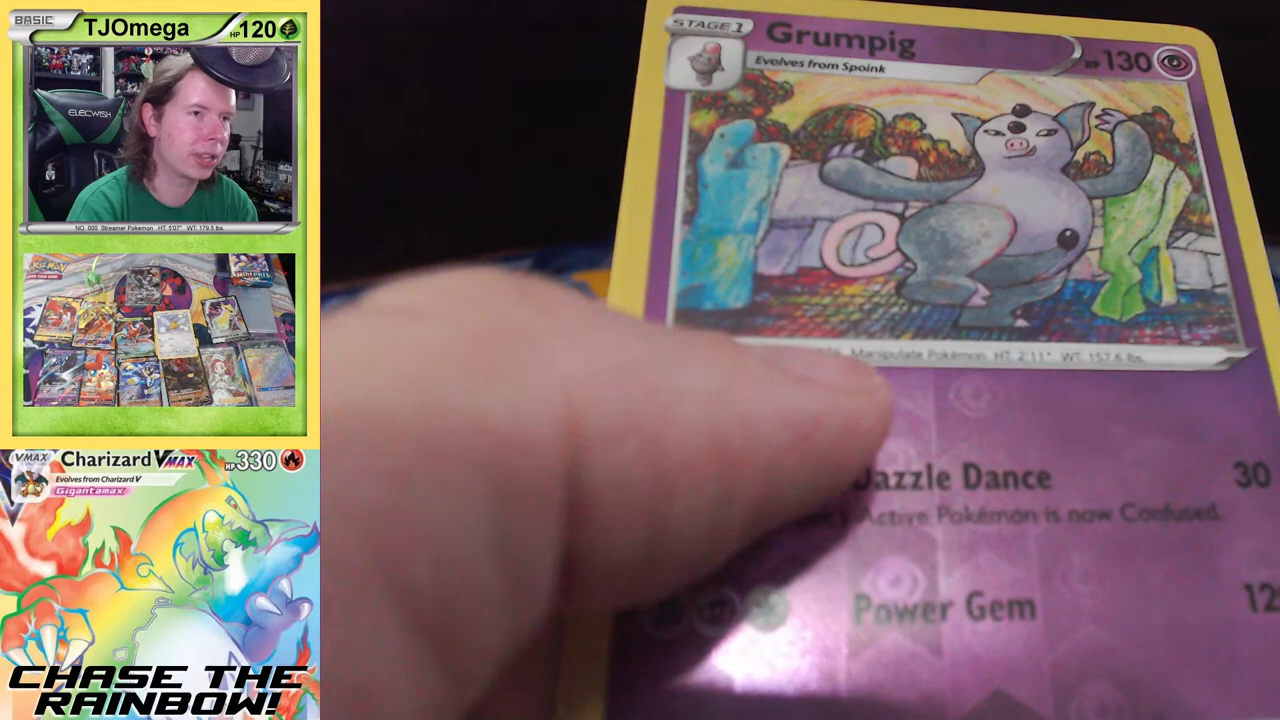 BASIC
TJOmega
HP 120
ELECWISH
NO. 000 Streamer Pokemon HT: 5'07" WT: 179.5 lbs.
VMAX
Charizard VMAX
HP 330
Evolves from Charizard V
Gigantamax
CHASE THE
RAINBOW!
STAGE 1
Grumpig
HP 130
Evolves from Spoink
Manipulate Pokémon HT: 2'11" WT: 157.6 lbs.
Dazzle Dance 30
Active Pokémon is now Confused.
Power Gem 12